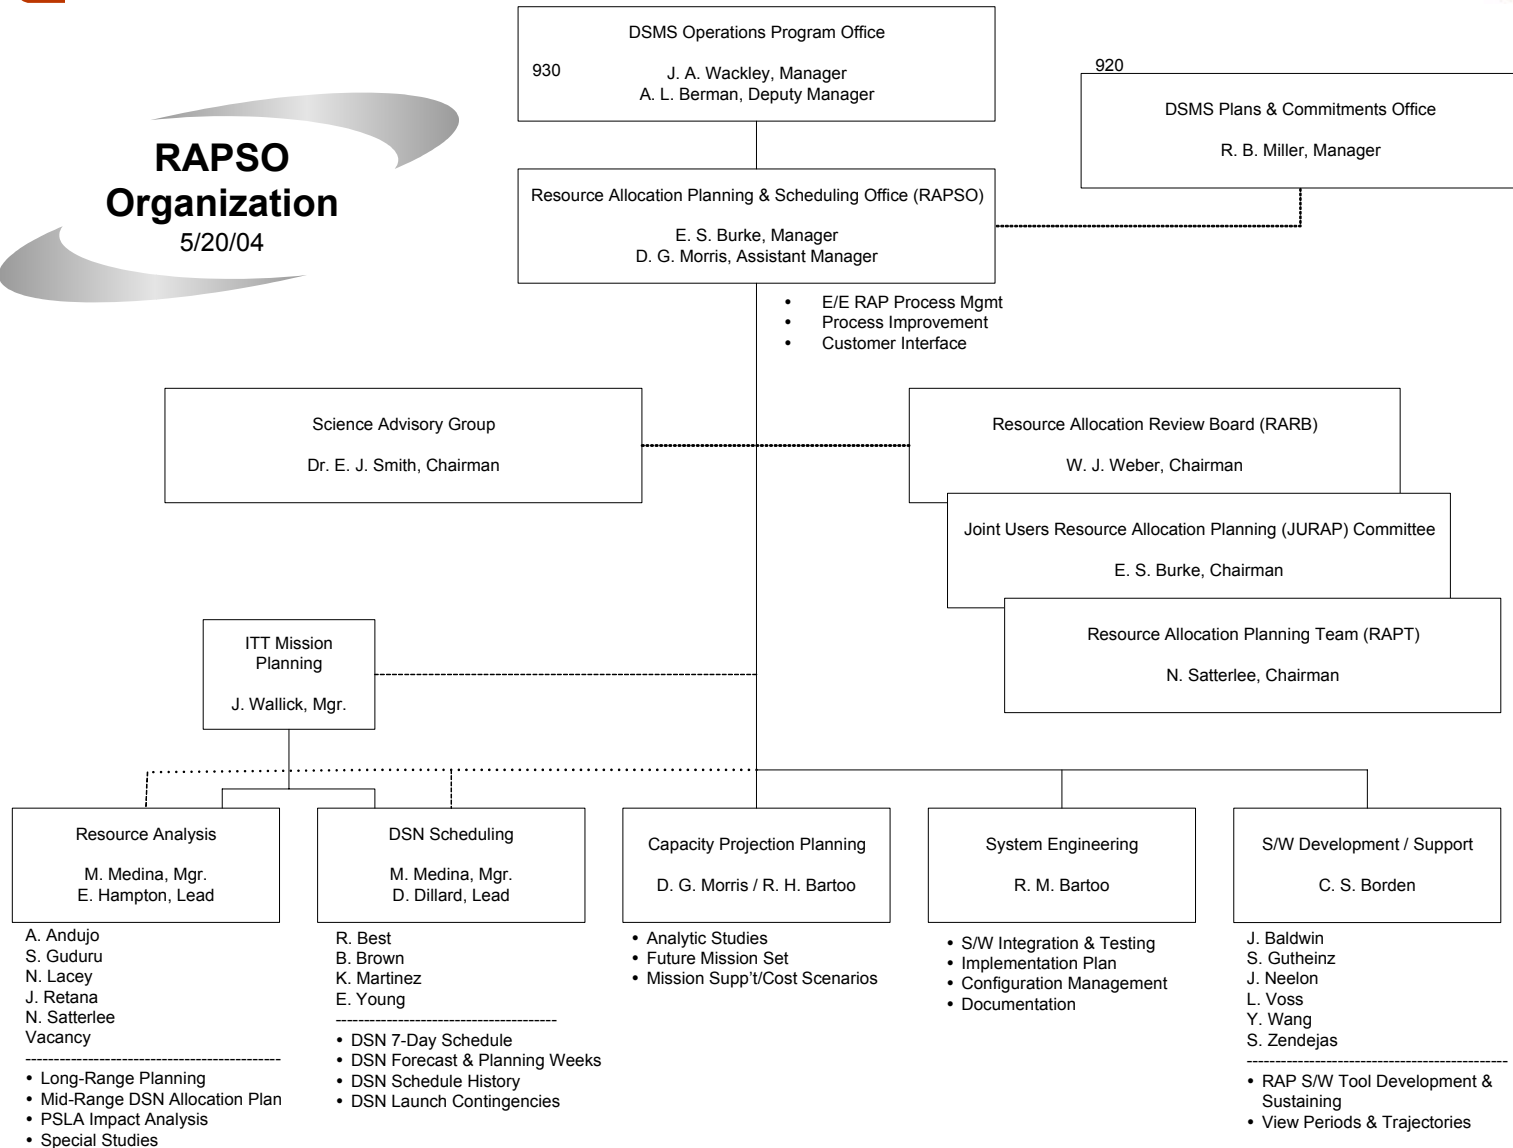 DSMS Operations Program Office
930
J. A. Wackley, Manager
A. L. Berman, Deputy Manager
920
DSMS Plans & Commitments Office
R. B. Miller, Manager
RAPSO
Organization
5/20/04
Resource Allocation Planning & Scheduling Office (RAPSO)
E. S. Burke, Manager
D. G. Morris, Assistant Manager
• E/E RAP Process Mgmt
• Process Improvement
• Customer Interface
Science Advisory Group
Dr. E. J. Smith, Chairman
Resource Allocation Review Board (RARB)
W. J. Weber, Chairman
Joint Users Resource Allocation Planning (JURAP) Committee
E. S. Burke, Chairman
Resource Allocation Planning Team (RAPT)
N. Satterlee, Chairman
ITT Mission
Planning
J. Wallick, Mgr.
Resource Analysis
M. Medina, Mgr.
E. Hampton, Lead
A. Andujo
S. Guduru
N. Lacey
J. Retana
N. Satterlee
Vacancy
• Long-Range Planning
• Mid-Range DSN Allocation Plan
• PSLA Impact Analysis
• Special Studies
DSN Scheduling
M. Medina, Mgr.
D. Dillard, Lead
R. Best
B. Brown
K. Martinez
E. Young
• DSN 7-Day Schedule
• DSN Forecast & Planning Weeks
• DSN Schedule History
• DSN Launch Contingencies
Capacity Projection Planning
D. G. Morris / R. H. Bartoo
• Analytic Studies
• Future Mission Set
• Mission Supp't/Cost Scenarios
System Engineering
R. M. Bartoo
• S/W Integration & Testing
• Implementation Plan
• Configuration Management
• Documentation
S/W Development / Support
C. S. Borden
J. Baldwin
S. Gutheinz
J. Neelon
L. Voss
Y. Wang
S. Zendejas
• RAP S/W Tool Development &
Sustaining
• View Periods & Trajectories